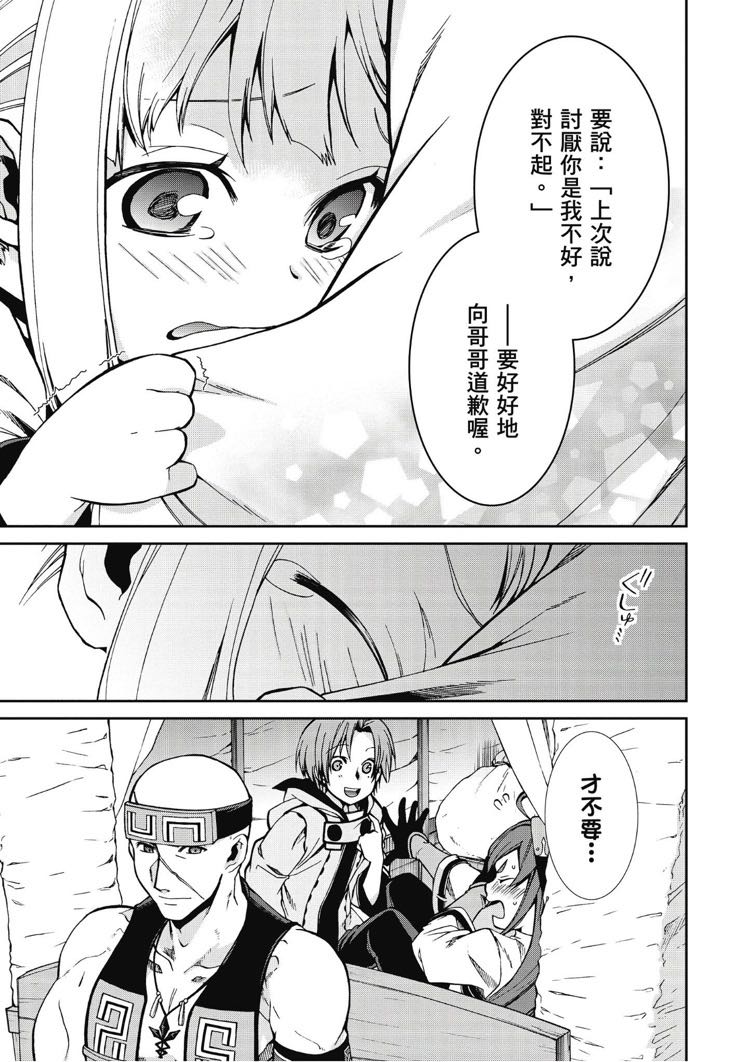 要說：「上次說
討厭你是我不好，
對不起。」
——要好好地
向哥哥道歉喔。
ぐしゅ…
才不要…